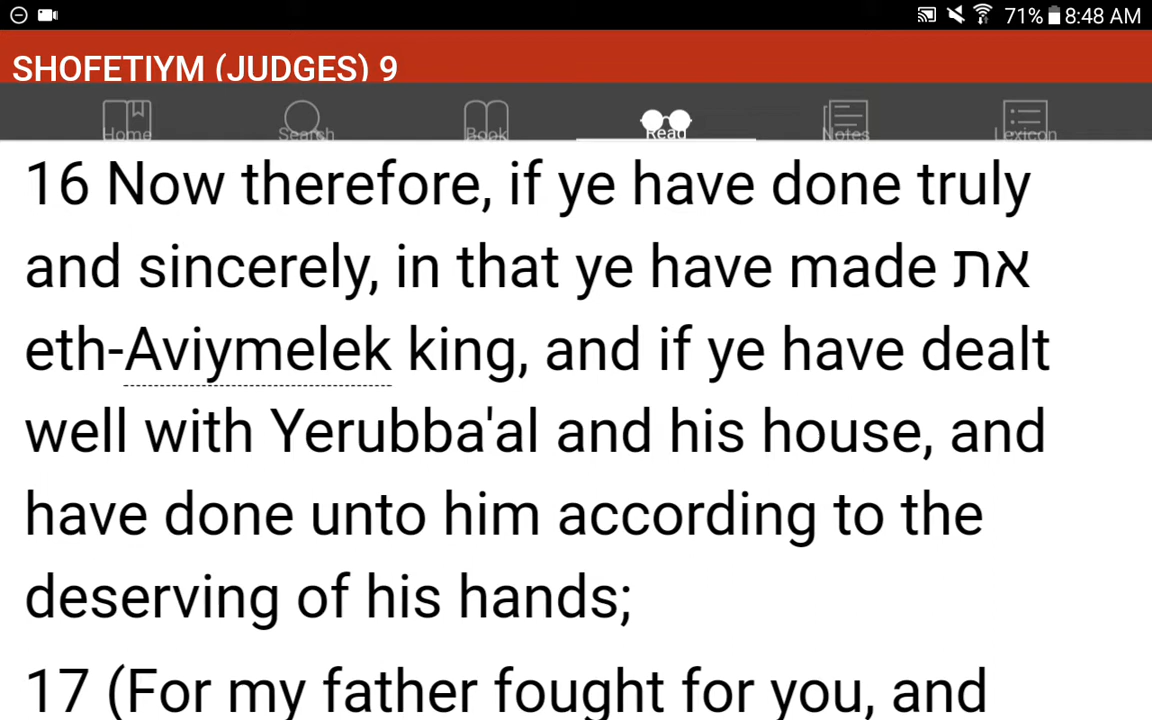 71% 8:48 AM
SHOFETIYM (JUDGES) 9
Home Search Book Read Notes Lexicon
16 Now therefore, if ye have done truly
and sincerely, in that ye have made את
eth-Aviymelek king, and if ye have dealt
well with Yerubba'al and his house, and
have done unto him according to the
deserving of his hands;
17 (For my father fought for you, and